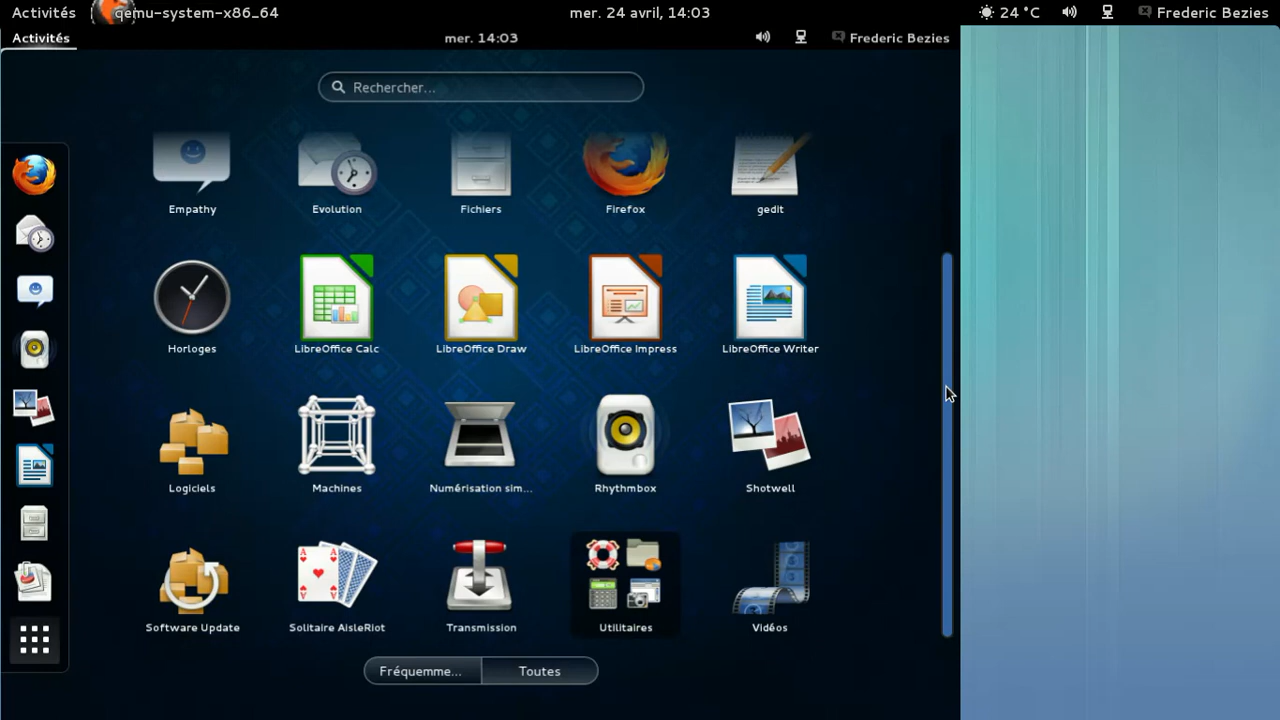 Activités qemu-system-x86_64 mer. 24 avril, 14:03 24 °C Frederic Bezies
Activités mer. 14:03 Frederic Bezies
Rechercher...
Empathy Evolution Fichiers Firefox gedit
Horloges LibreOffice Calc LibreOffice Draw LibreOffice Impress LibreOffice Writer
Logiciels Machines Numérisation sim... Rhythmbox Shotwell
Software Update Solitaire AisleRiot Transmission Utilitaires Vidéos
Fréquemme... Toutes